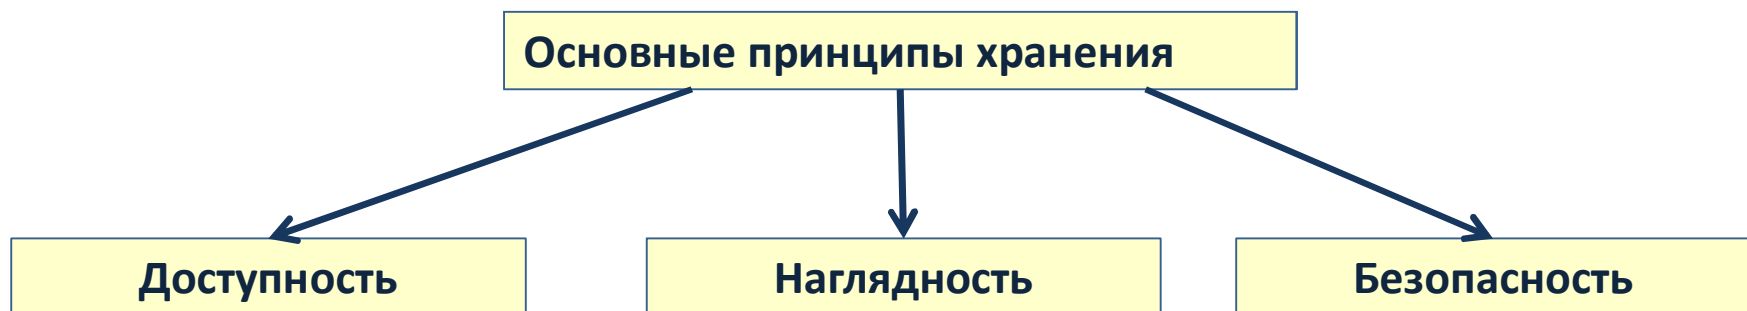 Основные принципы хранения
Доступность
Наглядность
Безопасность